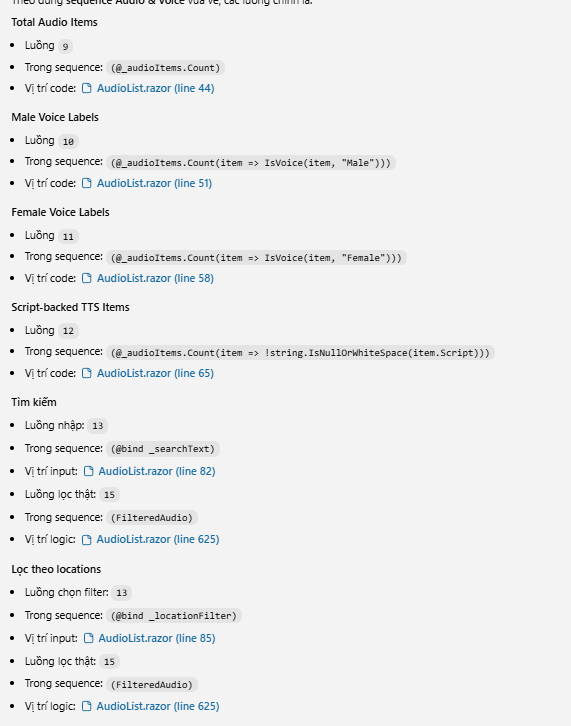 Theo đúng sequence Audio & Voice vừa vẽ, các luồng chính là:
Total Audio Items
Luồng 9
Trong sequence: (@_audioItems.Count)
Vị trí code: AudioList.razor (line 44)
Male Voice Labels
Luồng 10
Trong sequence: (@_audioItems.Count(item => IsVoice(item, "Male")))
Vị trí code: AudioList.razor (line 51)
Female Voice Labels
Luồng 11
Trong sequence: (@_audioItems.Count(item => IsVoice(item, "Female")))
Vị trí code: AudioList.razor (line 58)
Script-backed TTS Items
Luồng 12
Trong sequence: (@_audioItems.Count(item => !string.IsNullOrWhiteSpace(item.Script)))
Vị trí code: AudioList.razor (line 65)
Tìm kiếm
Luồng nhập: 13
Trong sequence: (@bind _searchText)
Vị trí input: AudioList.razor (line 82)
Luồng lọc thật: 15
Trong sequence: (FilteredAudio)
Vị trí logic: AudioList.razor (line 625)
Lọc theo locations
Luồng chọn filter: 13
Trong sequence: (@bind _locationFilter)
Vị trí input: AudioList.razor (line 85)
Luồng lọc thật: 15
Trong sequence: (FilteredAudio)
Vị trí logic: AudioList.razor (line 625)